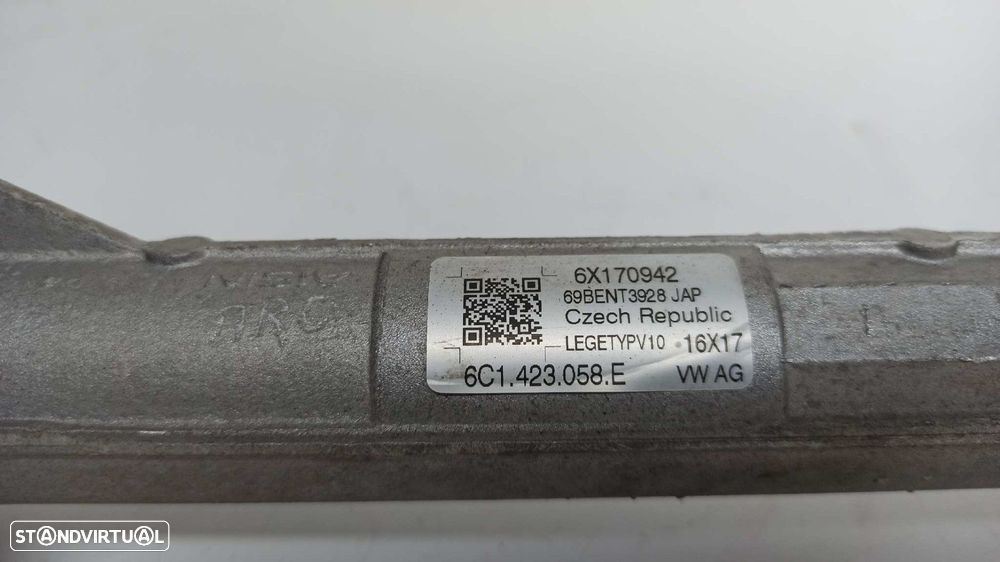 6X170942
69BENT3928 JAP
Czech Republic
LEGETYPV10 16X17
6C1.423.058.E VW AG
STANDVIRTUAL